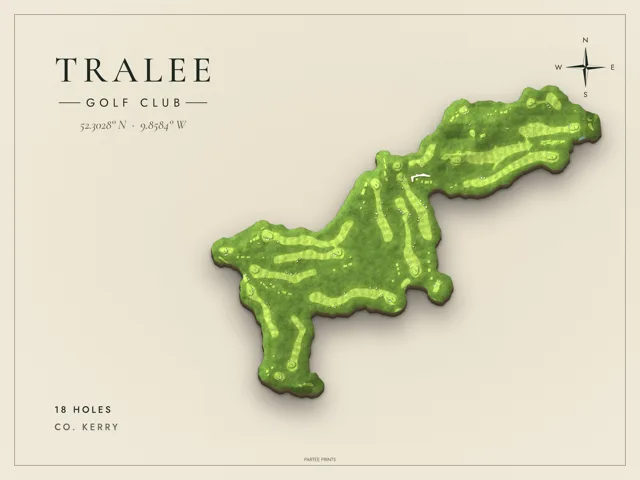 TRALEE
GOLF CLUB
52.3028° N · 9.8584° W
N
W E
S
18 HOLES
CO. KERRY
PARTEE PRINTS